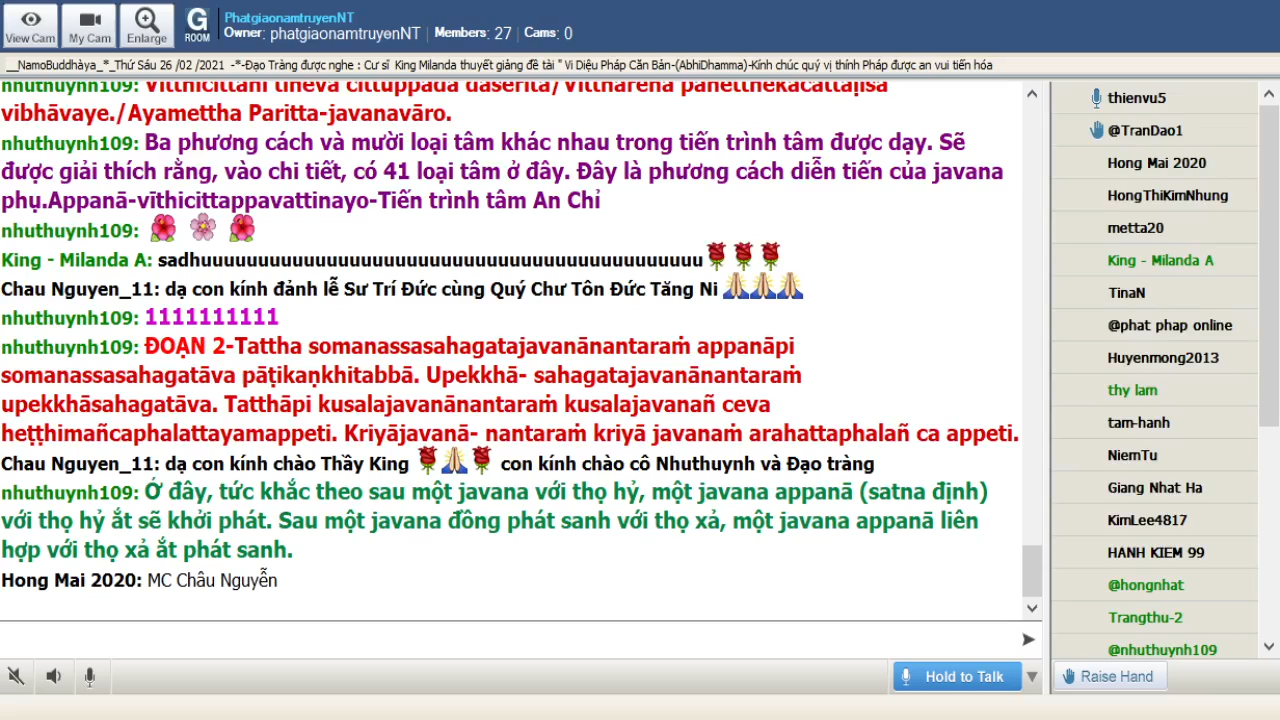 View Cam
My Cam
Enlarge
G
ROOM
PhatgiaonamtruyenNT
Owner: phatgiaonamtruyenNT | Members: 27 | Cams: 0
__NamoBuddhàya_*_Thứ Sáu 26 /02 /2021 -*-Đạo Tràng được nghe : Cư sĩ King Milanda thuyết giảng đề tài " Vi Diệu Pháp Căn Bản-(AbhiDhamma)-Kính chúc quý vị thính Pháp được an vui tiến hóa
nhuthuynh109: Vīthicittāni tīneva cittuppādā daseritā/Vitthārena panetthekacattāḷīsa
vibhāvaye./Ayamettha Paritta-javanavāro.
nhuthuynh109: Ba phương cách và mười loại tâm khác nhau trong tiến trình tâm được dạy. Sẽ
được giải thích rằng, vào chi tiết, có 41 loại tâm ở đây. Đây là phương cách diễn tiến của javana
phụ.Appanā-vīthicittappavattinayo-Tiến trình tâm An Chỉ
nhuthuynh109:
King - Milanda A: sadhuuuuuuuuuuuuuuuuuuuuuuuuuuuuuuuuuuuuuuuuuuuu
Chau Nguyen_11: dạ con kính đảnh lễ Sư Trí Đức cùng Quý Chư Tôn Đức Tăng Ni
nhuthuynh109: 1111111111
nhuthuynh109: ĐOẠN 2-Tattha somanassasahagatajavanānantaraṁ appanāpi
somanassasahagatāva pāṭikaṇkhitabbā. Upekkhā- sahagatajavanānantaraṁ
upekkhāsahagatāva. Tatthāpi kusalajavanānantaraṁ kusalajavanañ ceva
heṭṭhimañcaphalattayamappeti. Kriyājavanā- nantaraṁ kriyā javanaṁ arahattaphalañ ca appeti.
Chau Nguyen_11: dạ con kính chào Thầy King con kính chào cô Nhuthuynh và Đạo tràng
nhuthuynh109: Ở đây, tức khắc theo sau một javana với thọ hỷ, một javana appanā (satna định)
với thọ hỷ ắt sẽ khởi phát. Sau một javana đồng phát sanh với thọ xả, một javana appanā liên
hợp với thọ xả ắt phát sanh.
Hong Mai 2020: MC Châu Nguyễn
Hold to Talk
thienvu5
@TranDao1
Hong Mai 2020
HongThiKimNhung
metta20
King - Milanda A
TinaN
@phat phap online
Huyenmong2013
thy lam
tam-hanh
NiemTu
Giang Nhat Ha
KimLee4817
HANH KIEM 99
@hongnhat
Trangthu-2
@nhuthuynh109
Raise Hand